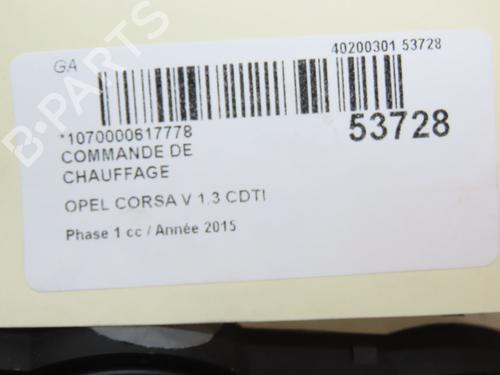 GA
40200301 53728
*1070000617778
53728
COMMANDE DE
CHAUFFAGE
OPEL CORSA V 1.3 CDTI
Phase 1 cc / Année 2015
B-PARTS